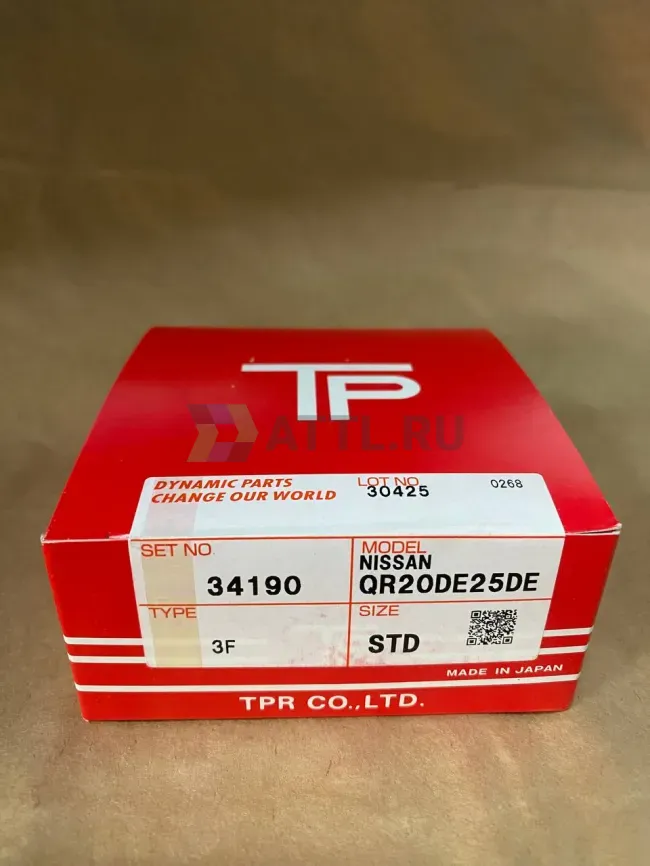 TP
ATTL.RU
DYNAMIC PARTS
CHANGE OUR WORLD
LOT NO
30425
0268
SET NO.
34190
MODEL
NISSAN
QR20DE25DE
TYPE
3F
SIZE
STD
MADE IN JAPAN
TPR CO.,LTD.